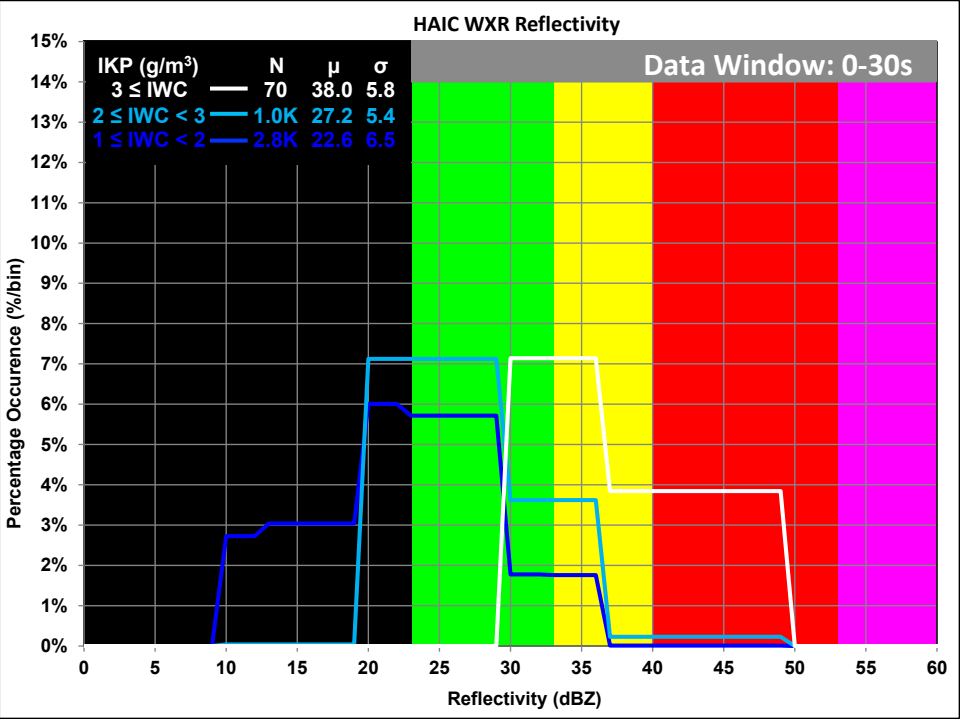 HAIC WXR Reflectivity
Data Window: 0-30s
IKP (g/m³) N μ σ
3 ≤ IWC 70 38.0 5.8
2 ≤ IWC < 3 1.0K 27.2 5.4
1 ≤ IWC < 2 2.8K 22.6 6.5
15%
14%
13%
12%
11%
10%
9%
8%
7%
6%
5%
4%
3%
2%
1%
0%
Percentage Occurence (%/bin)
0 5 10 15 20 25 30 35 40 45 50 55 60
Reflectivity (dBZ)